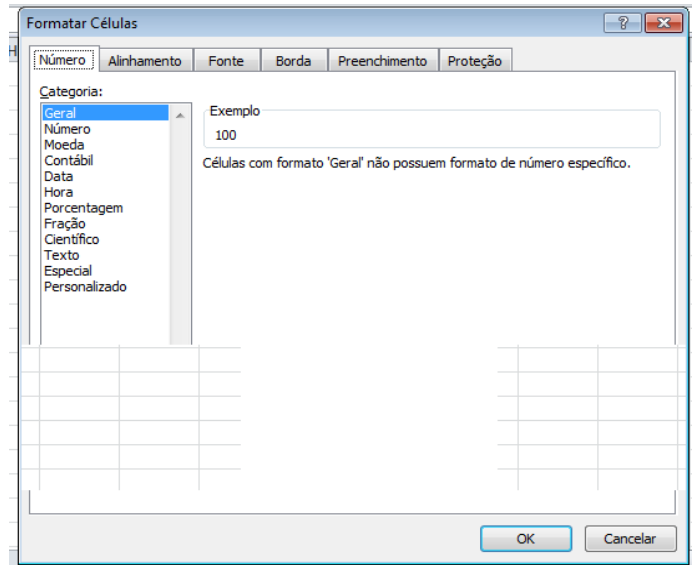 Formatar Células
H
Número Alinhamento Fonte Borda Preenchimento Proteção
Categoria:
Geral
Número
Moeda
Contábil
Data
Hora
Porcentagem
Fração
Científico
Texto
Especial
Personalizado
Exemplo
100
Células com formato 'Geral' não possuem formato de número específico.
OK Cancelar